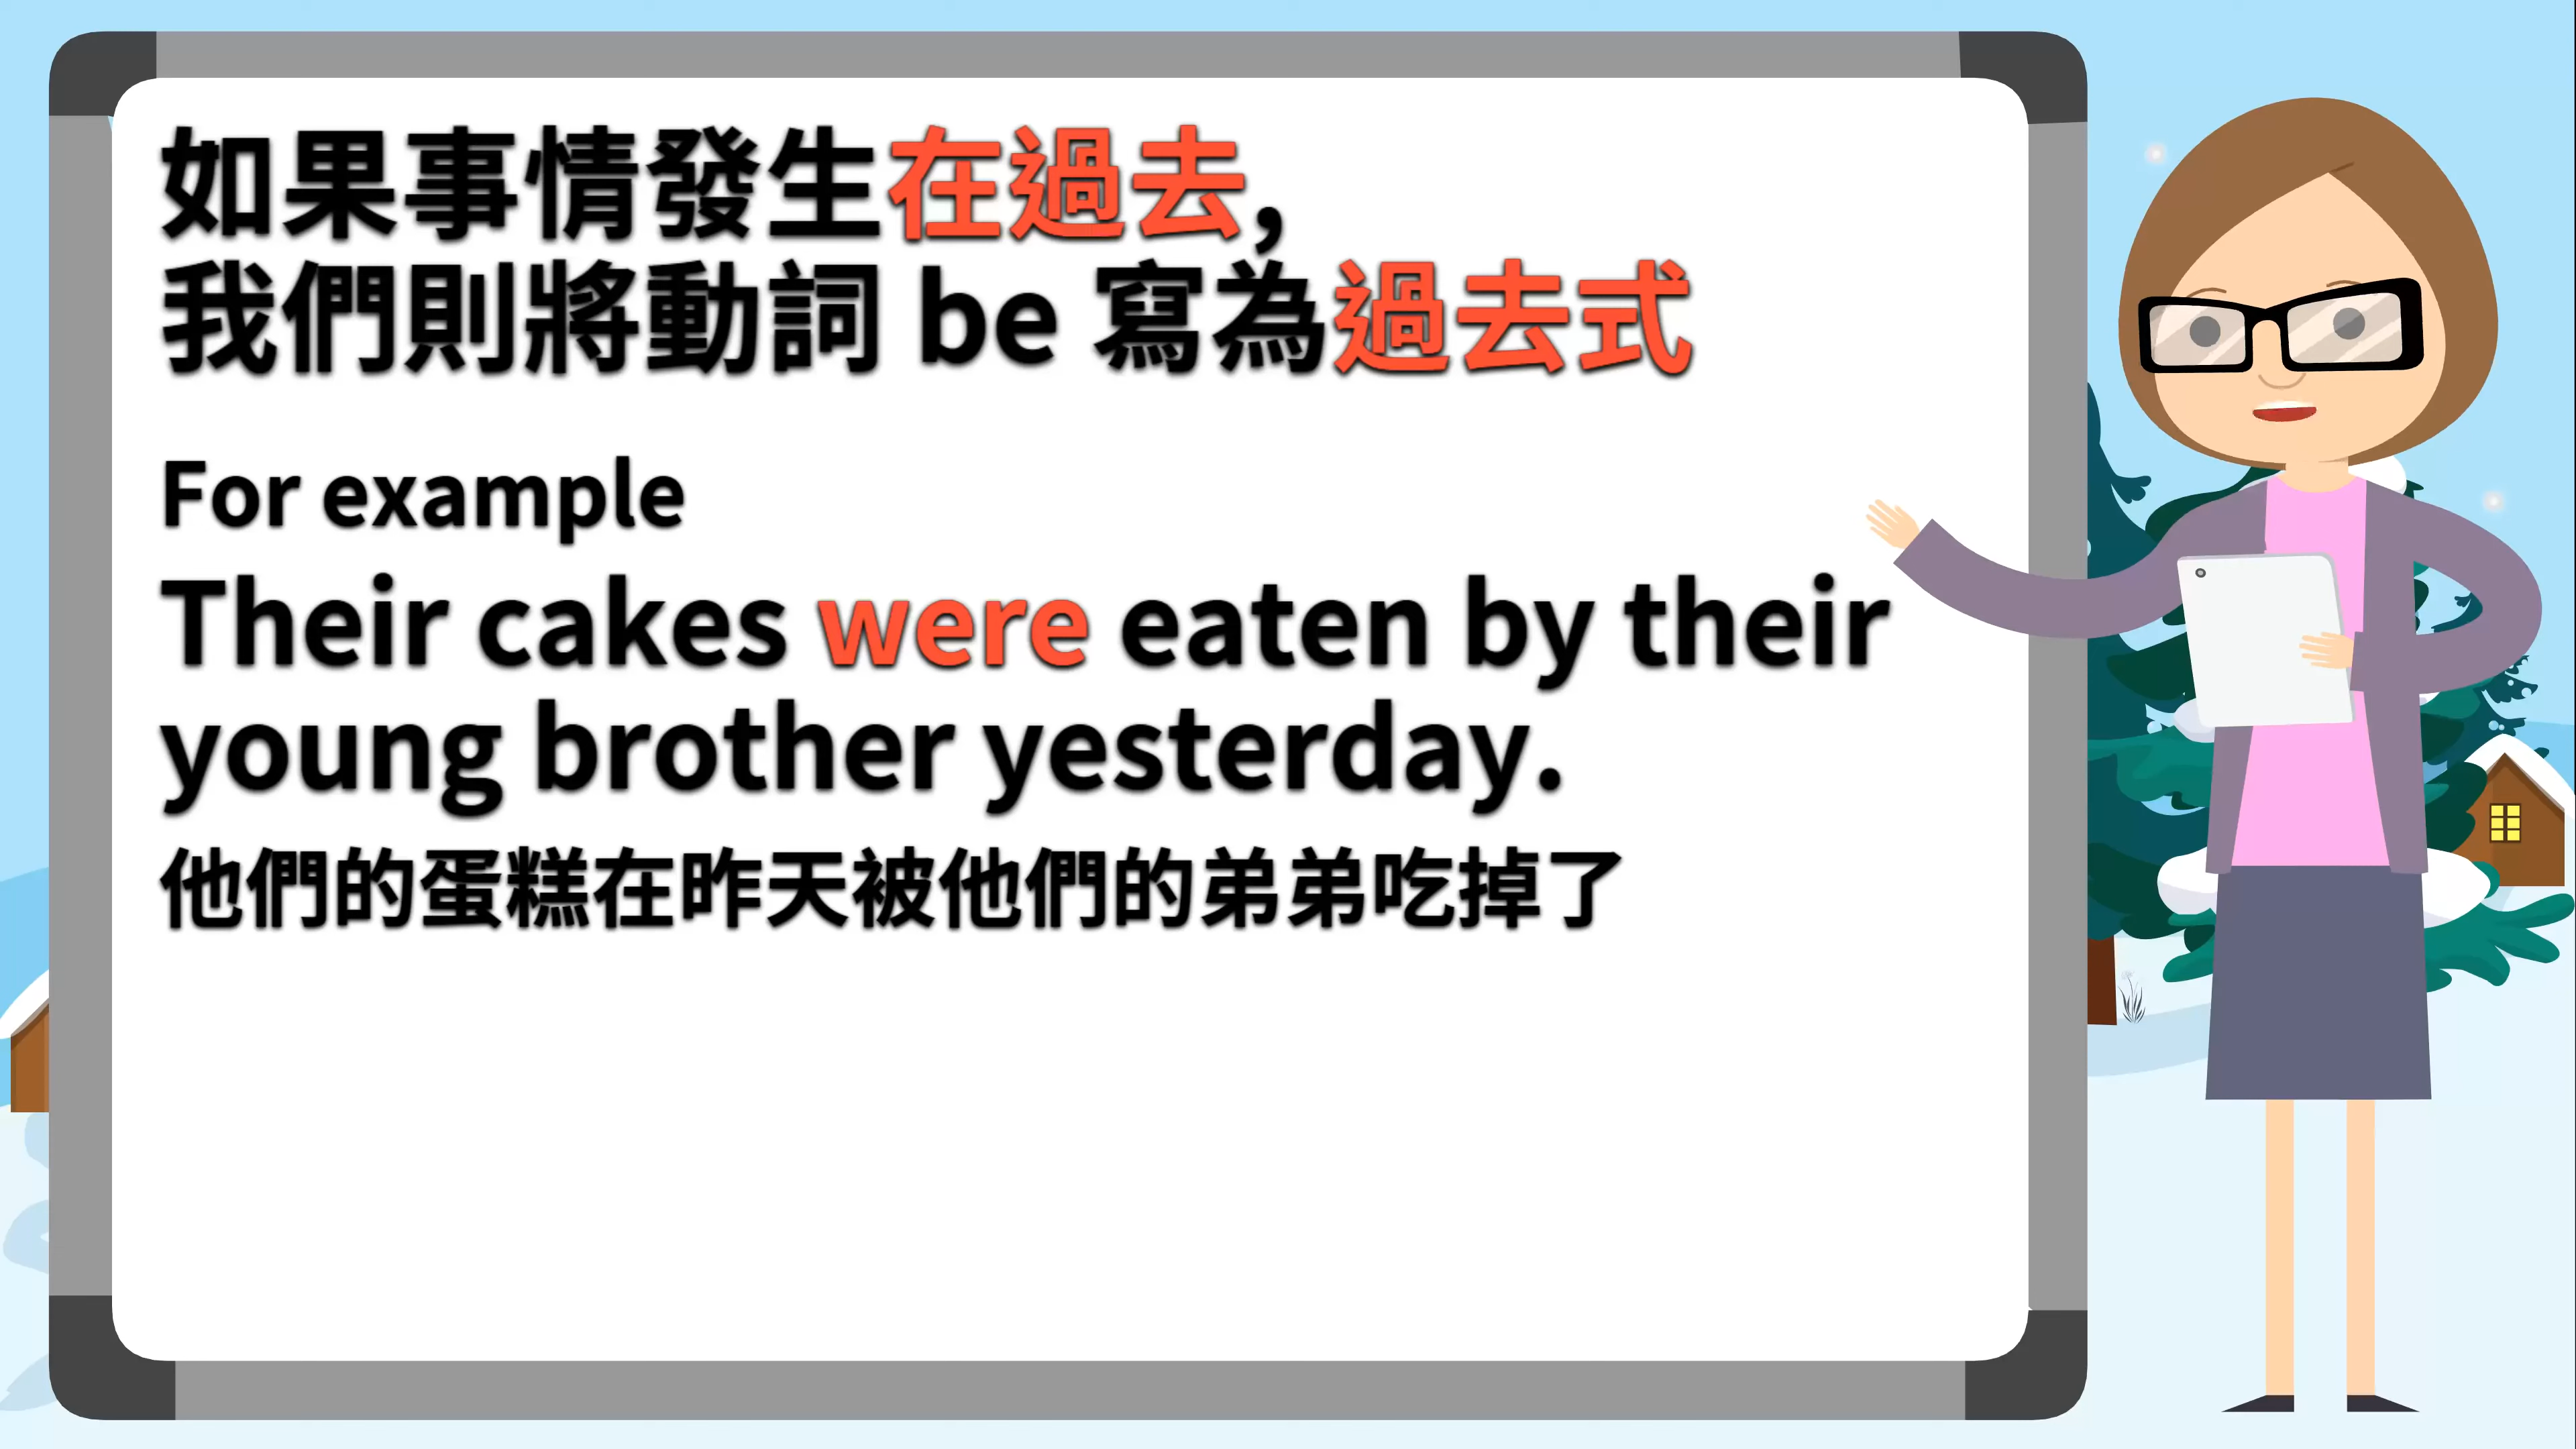 如果事情發生在過去,
我們則將動詞 be 寫為過去式
For example
Their cakes were eaten by their
young brother yesterday.
他們的蛋糕在昨天被他們的弟弟吃掉了